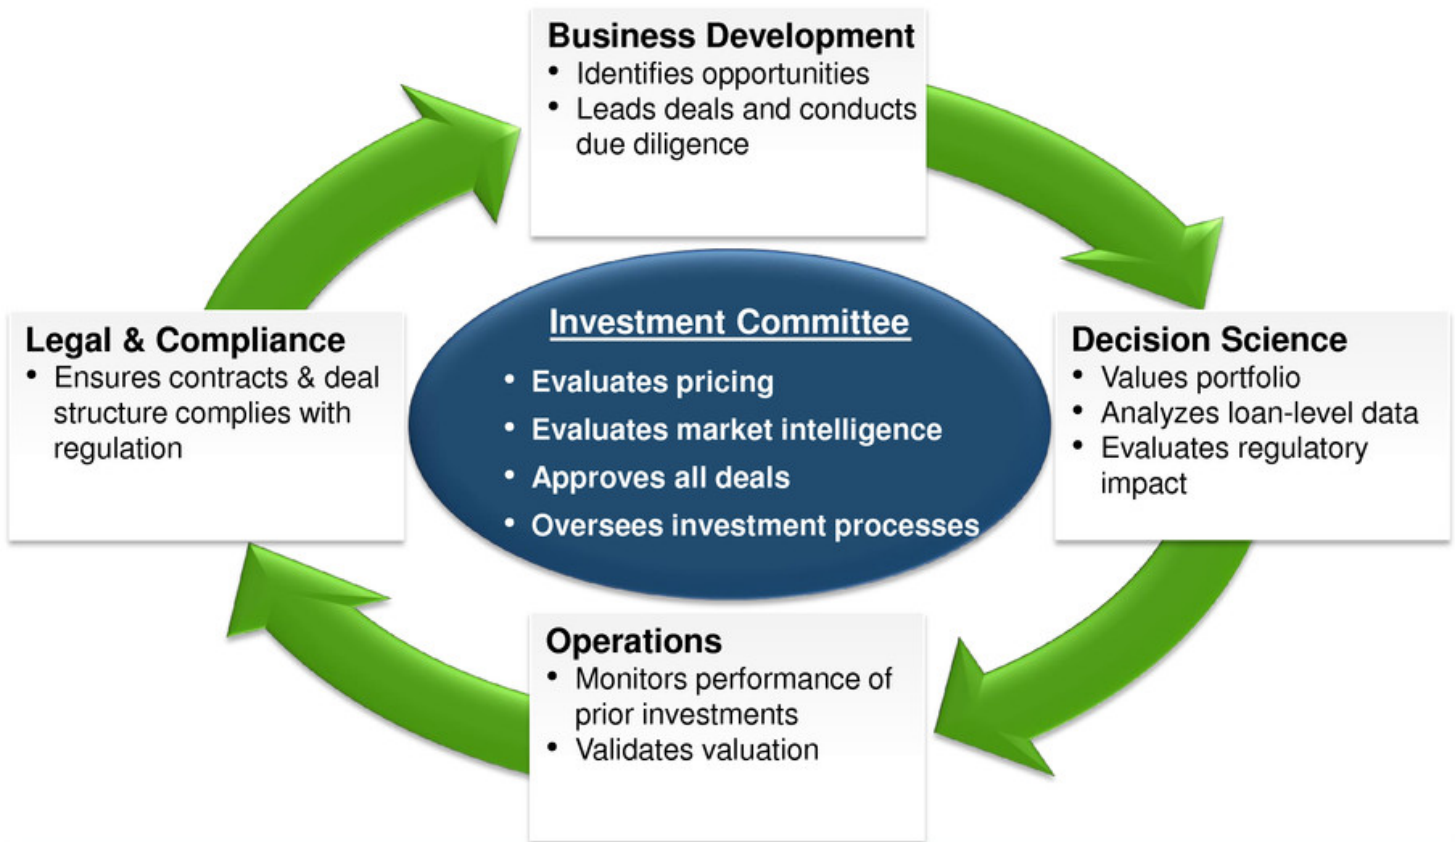 Business Development
• Identifies opportunities
• Leads deals and conducts
due diligence
Investment Committee
• Evaluates pricing
• Evaluates market intelligence
• Approves all deals
• Oversees investment processes
Legal & Compliance
• Ensures contracts & deal
structure complies with
regulation
Decision Science
• Values portfolio
• Analyzes loan-level data
• Evaluates regulatory
impact
Operations
• Monitors performance of
prior investments
• Validates valuation